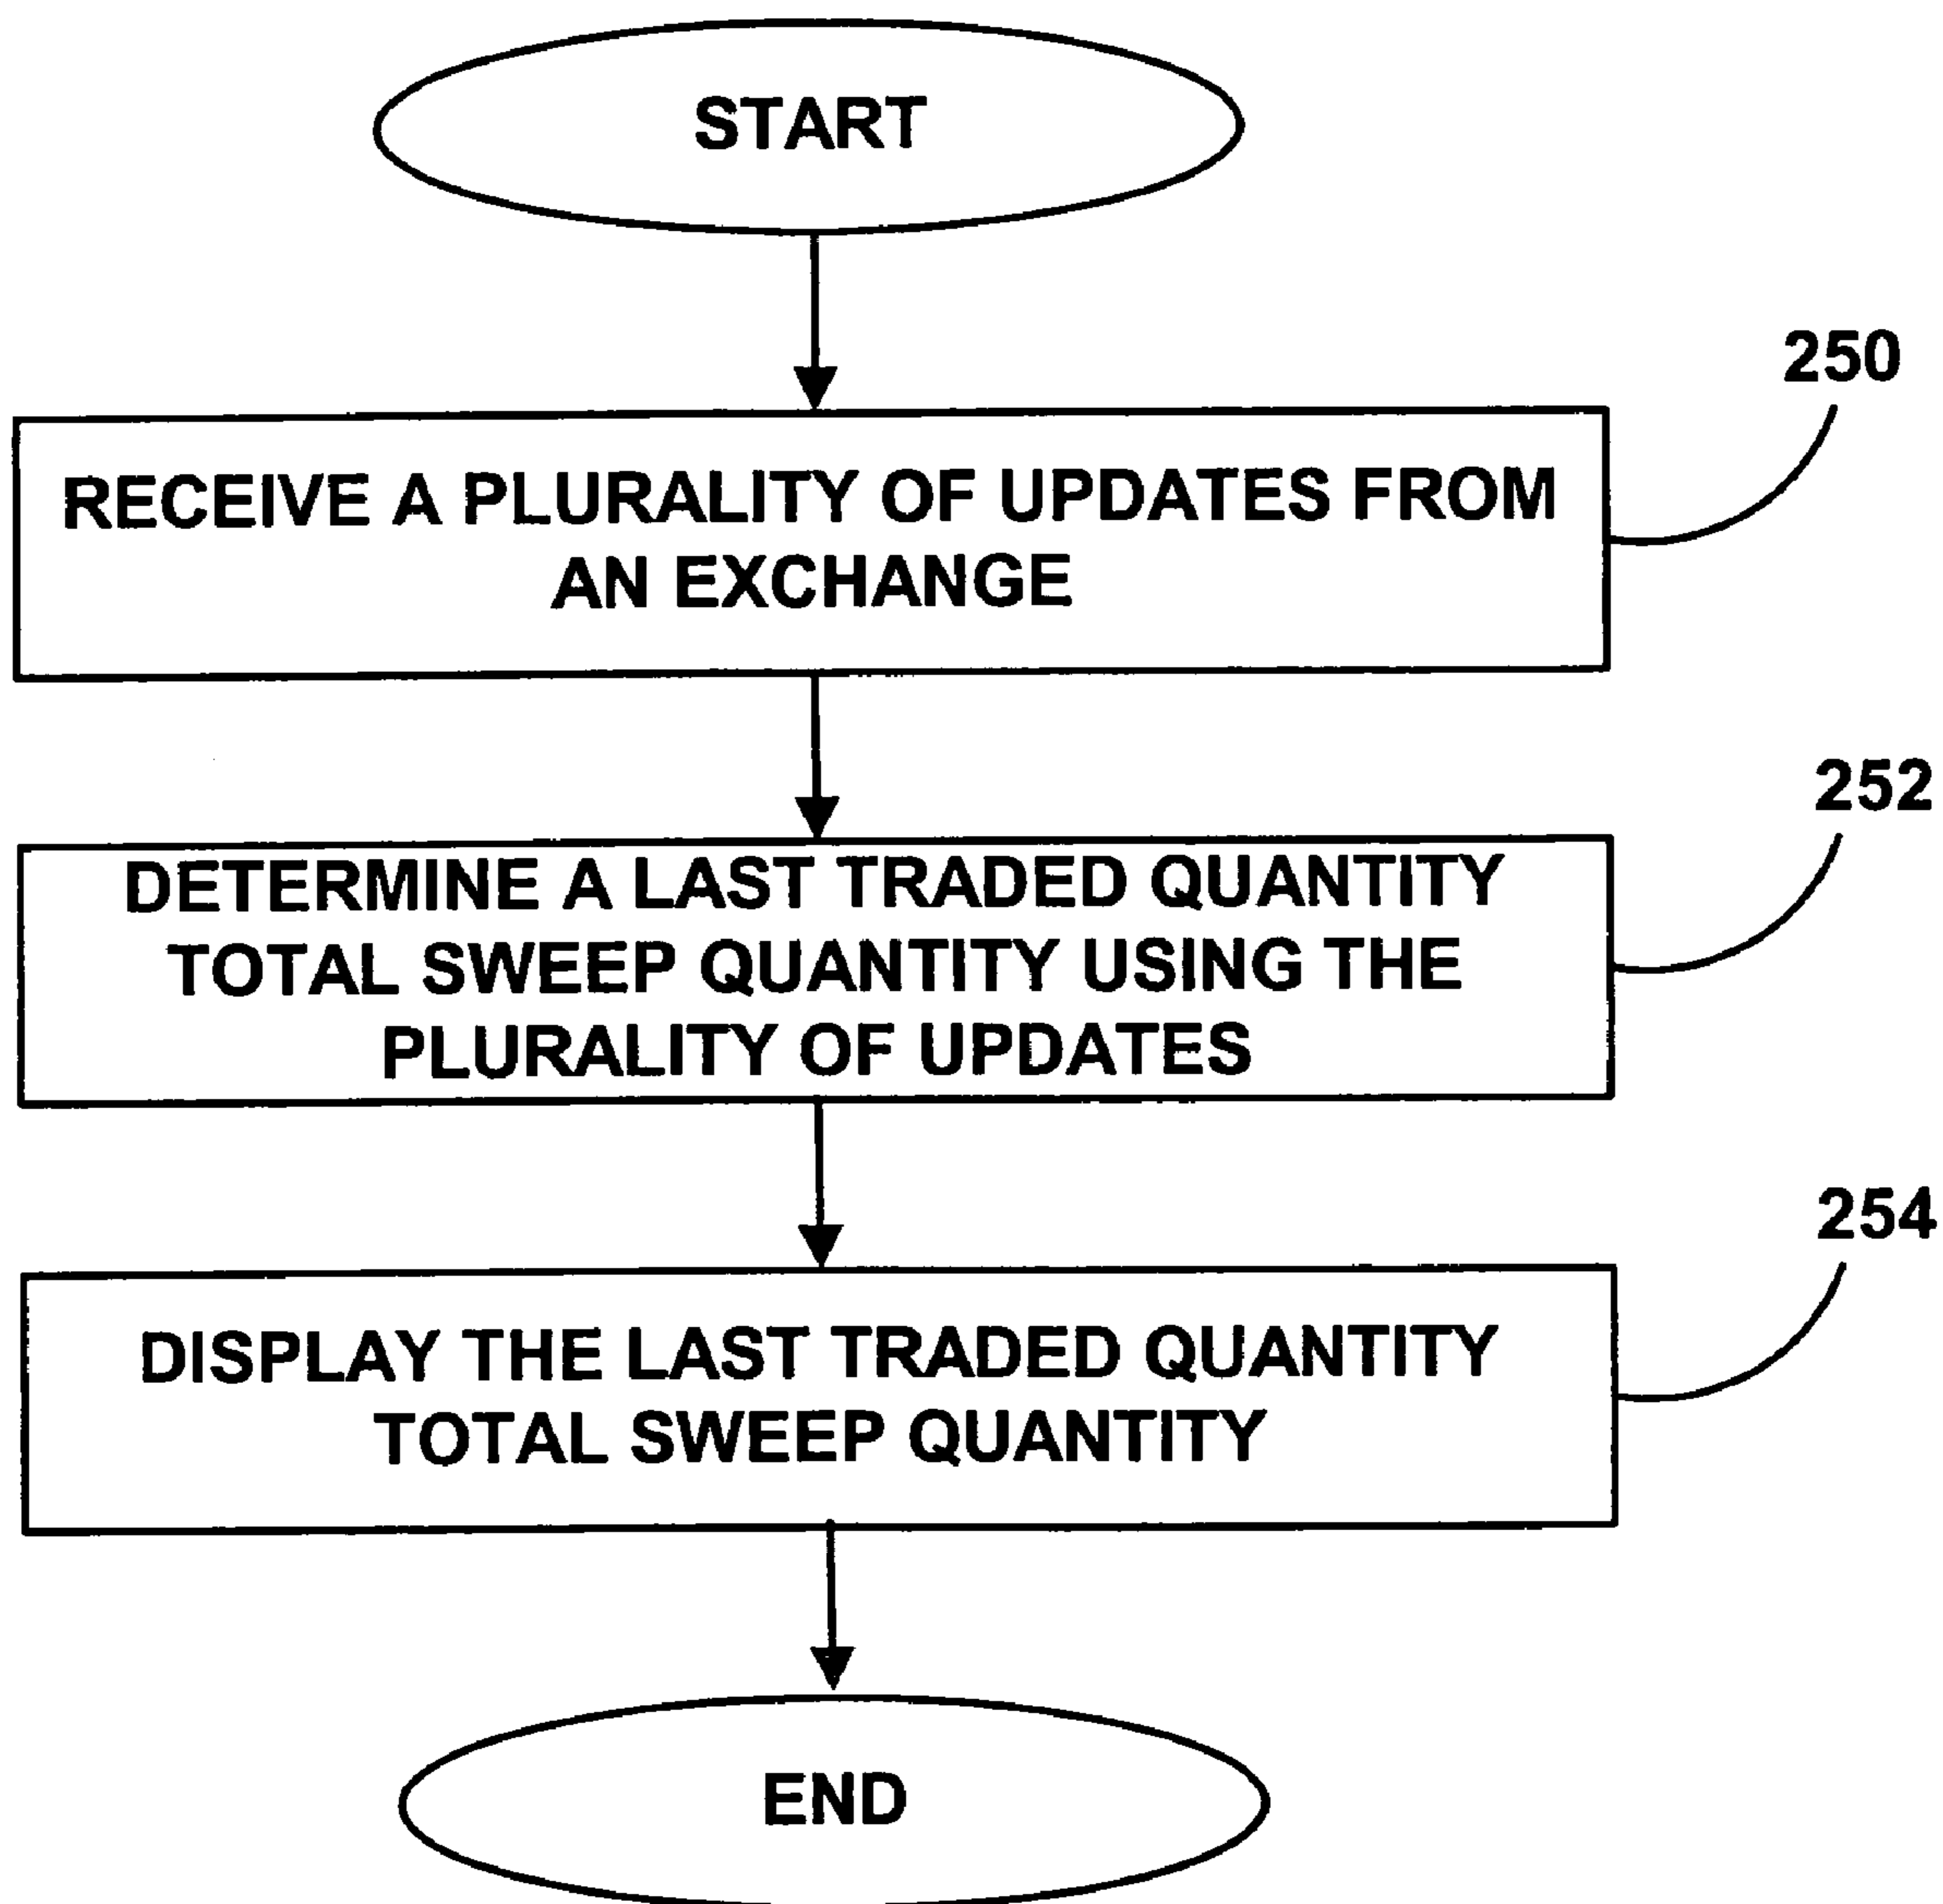 START
250
RECEIVE A PLURALITY OF UPDATES FROM
AN EXCHANGE
252
DETERMINE A LAST TRADED QUANTITY
TOTAL SWEEP QUANTITY USING THE
PLURALITY OF UPDATES
254
DISPLAY THE LAST TRADED QUANTITY
TOTAL SWEEP QUANTITY
END